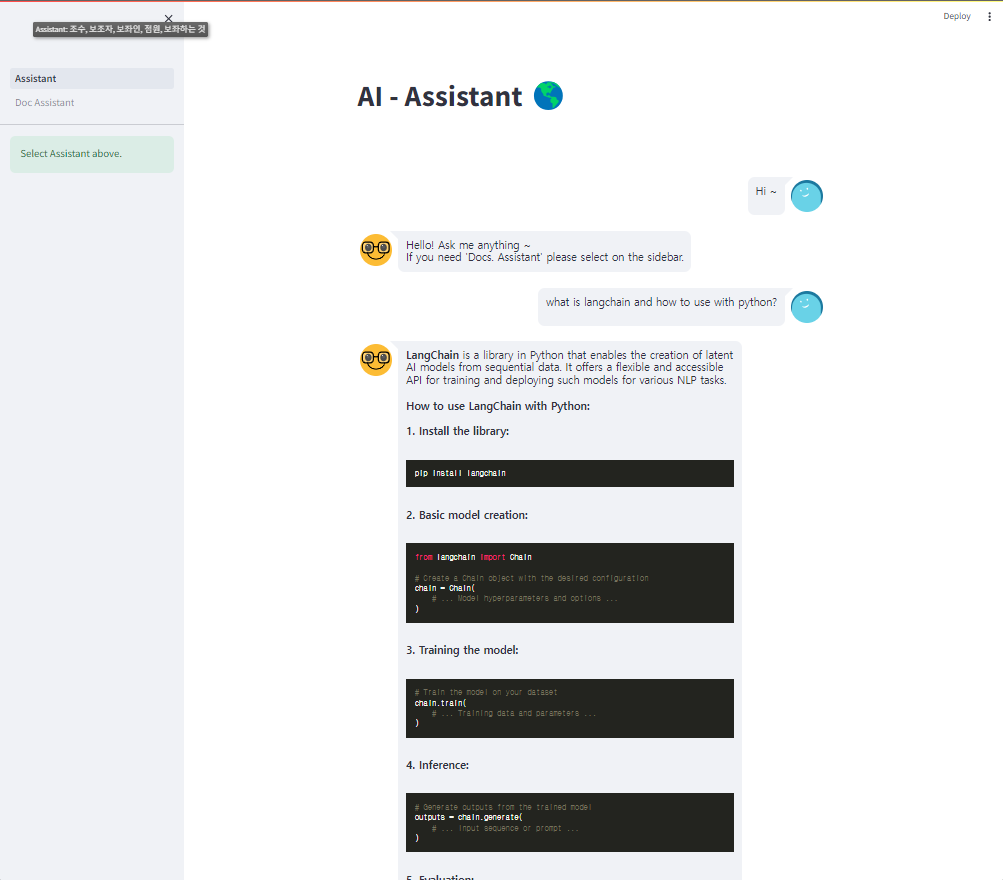 Assistant: 조수, 보조자, 보좌인, 점원, 보좌하는 것
Deploy
Assistant
Doc Assistant
Select Assistant above.
AI - Assistant
Hi ~
Hello! Ask me anything ~
If you need 'Docs. Assistant' please select on the sidebar.
what is langchain and how to use with python?
LangChain is a library in Python that enables the creation of latent
AI models from sequential data. It offers a flexible and accessible
API for training and deploying such models for various NLP tasks.
How to use LangChain with Python:
1. Install the library:
pip install langchain
2. Basic model creation:
from langchain import Chain
# Create a Chain object with the desired configuration
chain = Chain(
# ... Model hyperparameters and options ...
)
3. Training the model:
# Train the model on your dataset
chain.train(
# ... Training data and parameters ...
)
4. Inference:
# Generate outputs from the trained model
outputs = chain.generate(
# ... Input sequence or prompt ...
)
5. Evaluation: